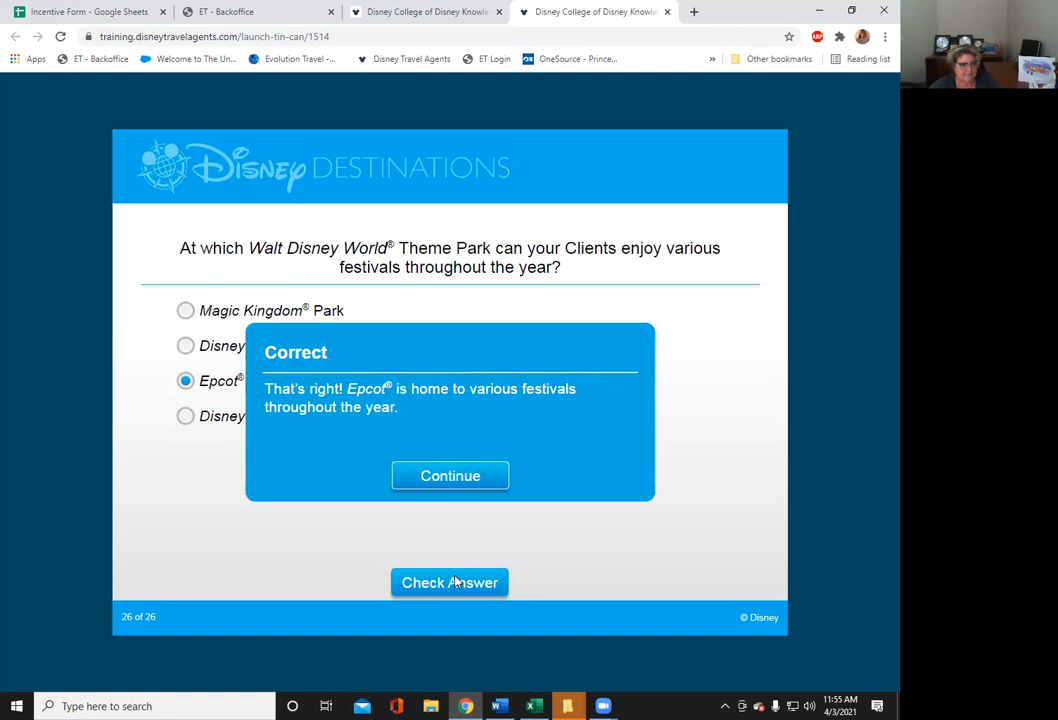 Incentive Form - Google Sheets
ET - Backoffice
Disney College of Disney Knowle
Disney College of Disney Knowle
training.disneytravelagents.com/launch-tin-can/1514
ABP
Apps
ET - Backoffice
Welcome to The Un...
Evolution Travel -...
Disney Travel Agents
ET Login
OneSource - Prince...
»
Other bookmarks
Reading list
Disney DESTINATIONS
At which Walt Disney World® Theme Park can your Clients enjoy various
festivals throughout the year?
Magic Kingdom® Park
Disney
Epcot®
Disney
Correct
That's right! Epcot® is home to various festivals
throughout the year.
Continue
Check Answer
26 of 26
© Disney
Type here to search
11:55 AM
4/3/2021